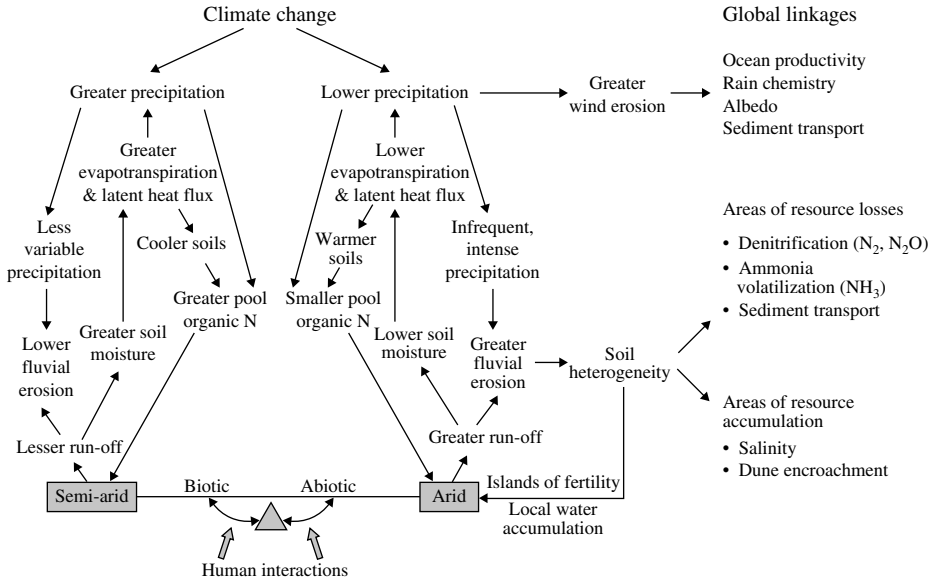 Climate change
Global linkages
Greater precipitation
Lower precipitation
Greater
wind erosion
Ocean productivity
Rain chemistry
Albedo
Sediment transport
Greater
evapotranspiration
& latent heat flux
Lower
evapotranspiration
& latent heat flux
Less
variable
precipitation
Cooler soils
Warmer
soils
Infrequent,
intense
precipitation
Areas of resource losses
• Denitrification (N₂, N₂O)
• Ammonia
volatilization (NH₃)
• Sediment transport
Greater pool
organic N
Smaller pool
organic N
Lower
fluvial
erosion
Greater soil
moisture
Lower soil
moisture
Greater
fluvial
erosion
Soil
heterogeneity
Areas of resource
accumulation
• Salinity
• Dune encroachment
Lesser run-off
Greater run-off
Semi-arid
Biotic
Abiotic
Arid
Islands of fertility
Local water
accumulation
Human interactions